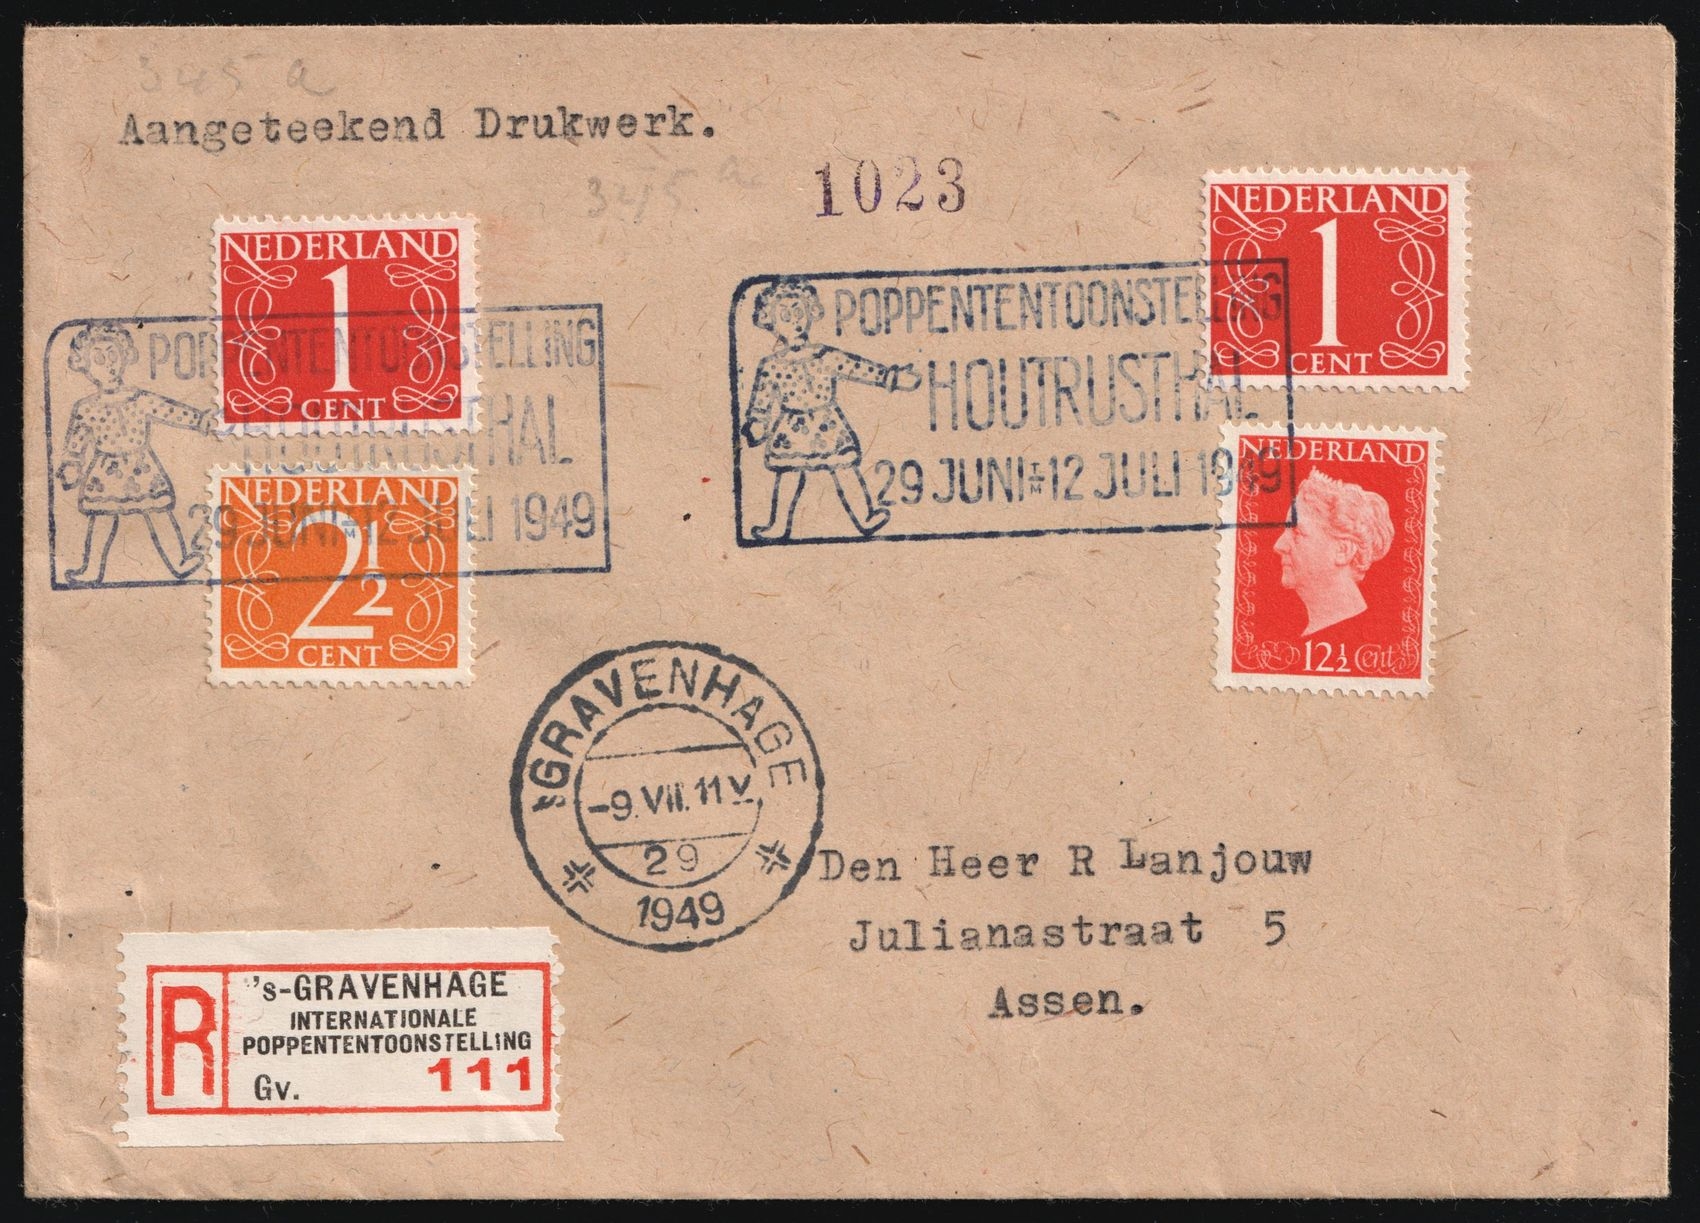 345 a
Aangeteekend Drukwerk.
345 a
1023
NEDERLAND
1
CENT
NEDERLAND
1
CENT
POPPENTENTOONSTELLING
HOUTRUSTHAL
29 JUNI T/M 12 JULI 1949
POPPENTENTOONSTELLING
HOUTRUSTHAL
29 JUNI T/M 12 JULI 1949
NEDERLAND
2½
CENT
NEDERLAND
12½ Cent
'sGRAVENHAGE
-9.VII.11V.
29
1949
Den Heer R Lanjouw
Julianastraat 5
Assen.
R
's-GRAVENHAGE
INTERNATIONALE
POPPENTENTOONSTELLING
Gv. 111